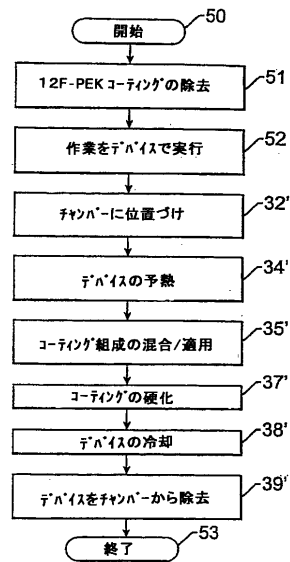 開始
50
12F-PEK コーティングの除去
51
作業をデバイスで実行
52
チャンバーに位置づけ
32'
デバイスの予熱
34'
コーティング組成の混合/適用
35'
コーティングの硬化
37'
デバイスの冷却
38'
デバイスをチャンバーから除去
39'
終了
53